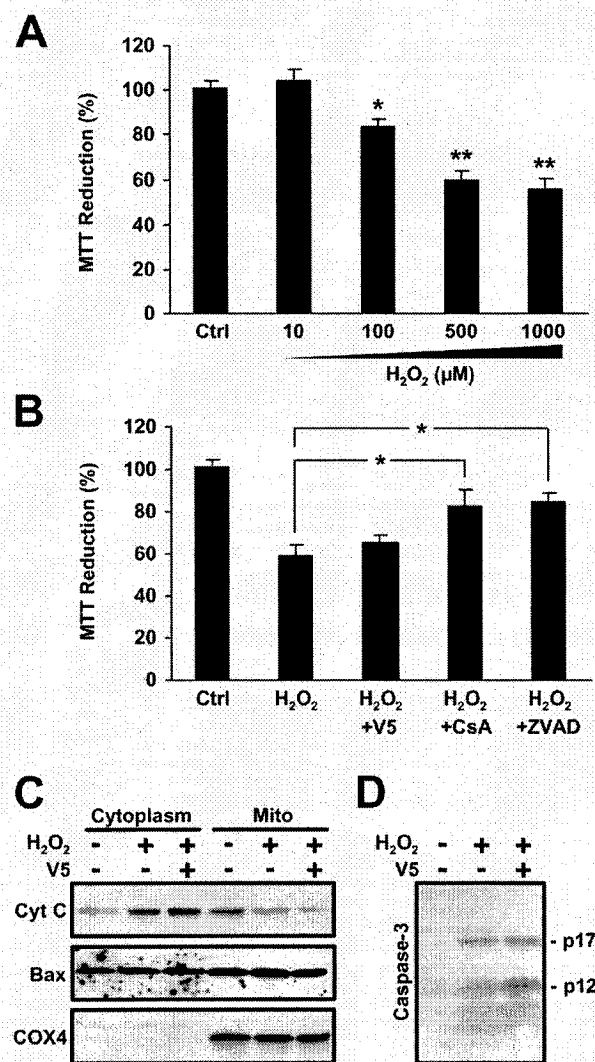 A
MTT Reduction (%)
120
100
80
60
40
20
0
*
**
**
Ctrl 10 100 500 1000
H₂O₂ (µM)
B
MTT Reduction (%)
120
100
80
60
40
20
0
*
*
Ctrl H₂O₂ H₂O₂ H₂O₂ H₂O₂
+V5 +CsA +ZVAD
C
Cytoplasm Mito
H₂O₂ - + + - + +
V5 - - + - - +
Cyt C
Bax
COX4
D
H₂O₂ - + +
V5 - - +
Caspase-3
- p17
- p12